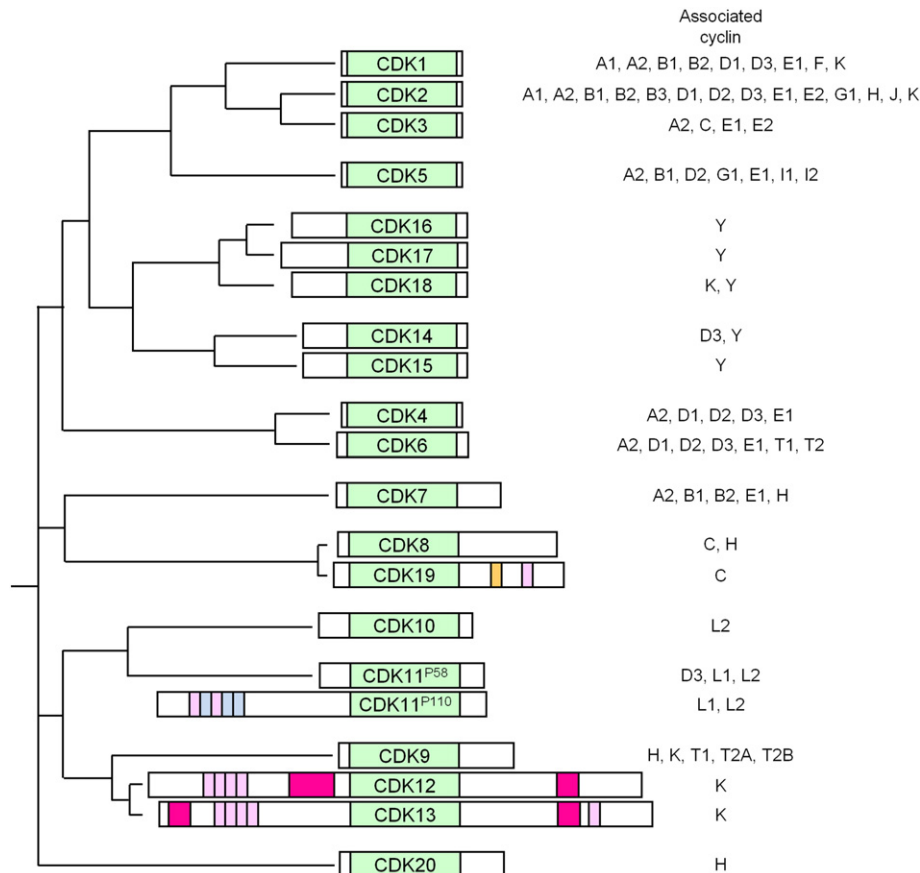 Associated
cyclin
CDK1 A1, A2, B1, B2, D1, D3, E1, F, K
CDK2 A1, A2, B1, B2, B3, D1, D2, D3, E1, E2, G1, H, J, K
CDK3 A2, C, E1, E2
CDK5 A2, B1, D2, G1, E1, I1, I2
CDK16 Y
CDK17 Y
CDK18 K, Y
CDK14 D3, Y
CDK15 Y
CDK4 A2, D1, D2, D3, E1
CDK6 A2, D1, D2, D3, E1, T1, T2
CDK7 A2, B1, B2, E1, H
CDK8 C, H
CDK19 C
CDK10 L2
CDK11P58 D3, L1, L2
CDK11P110 L1, L2
CDK9 H, K, T1, T2A, T2B
CDK12 K
CDK13 K
CDK20 H